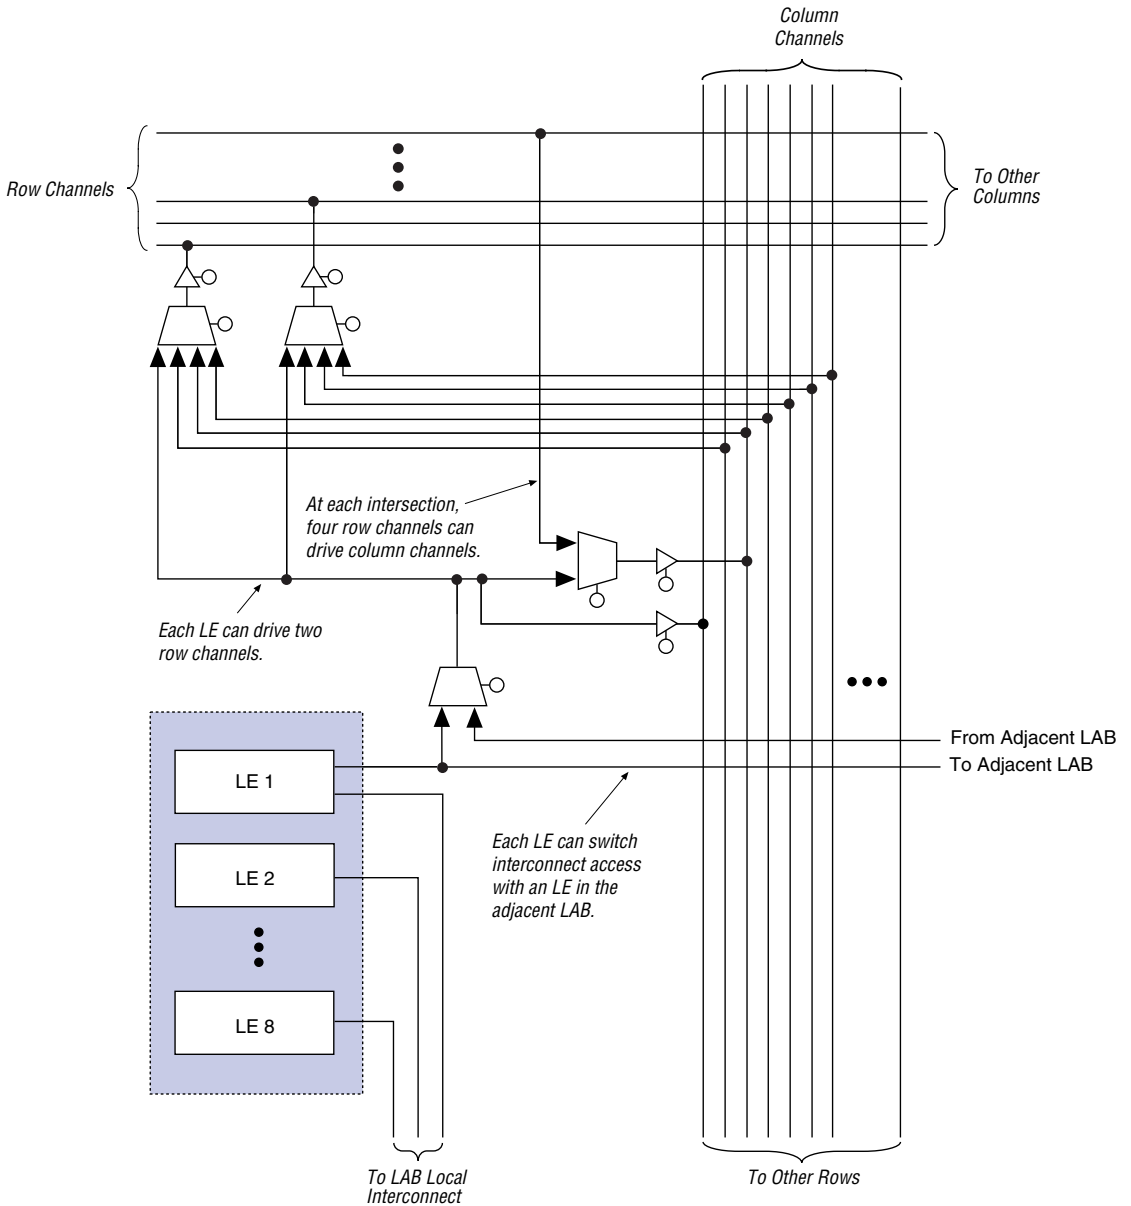 Column
Channels
Row Channels
To Other
Columns
At each intersection,
four row channels can
drive column channels.
Each LE can drive two
row channels.
From Adjacent LAB
To Adjacent LAB
LE 1
Each LE can switch
interconnect access
with an LE in the
adjacent LAB.
LE 2
LE 8
To LAB Local
Interconnect
To Other Rows